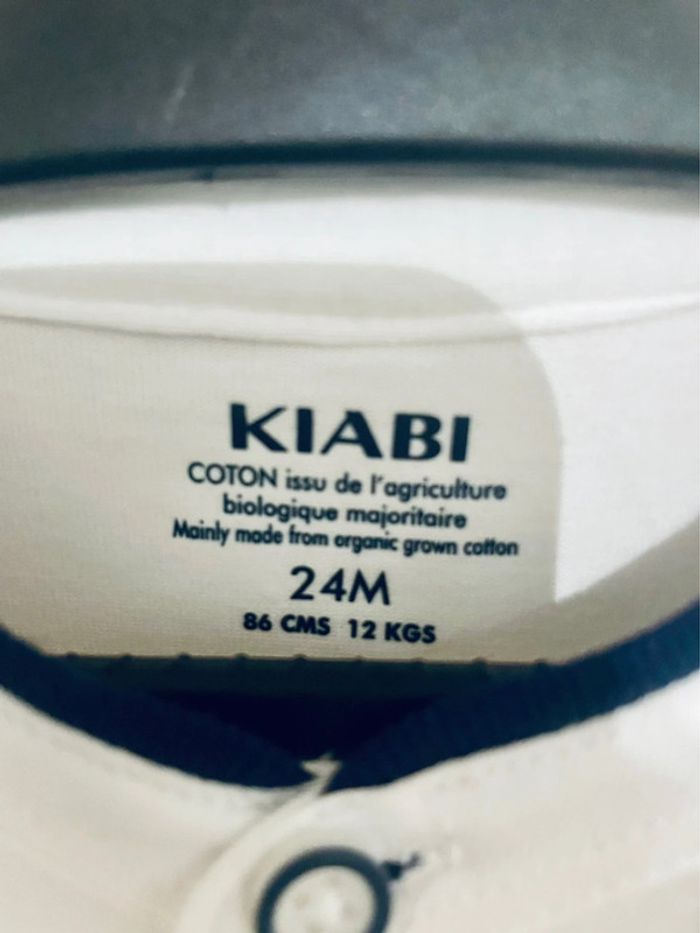 KIABI
COTON issu de l'agriculture
biologique majoritaire
Mainly made from organic grown cotton
24M
86 CMS 12 KGS